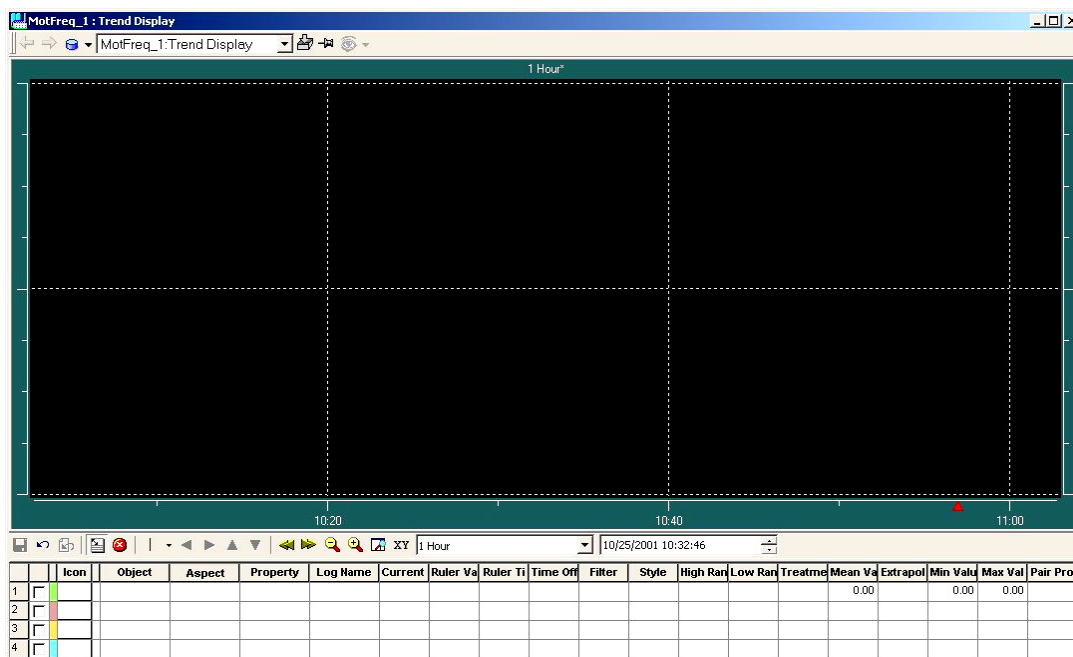 MotFreq_1 : Trend Display
MotFreq_1:Trend Display
1 Hour*
10:20 10:40 11:00
XY 1 Hour 10/25/2001 10:32:46
Icon Object Aspect Property Log Name Current Ruler Va Ruler Ti Time Off Filter Style High Ran Low Ran Treatme Mean Va Extrapol Min Valu Max Val Pair Pro
1 0.00 0.00 0.00
2
3
4